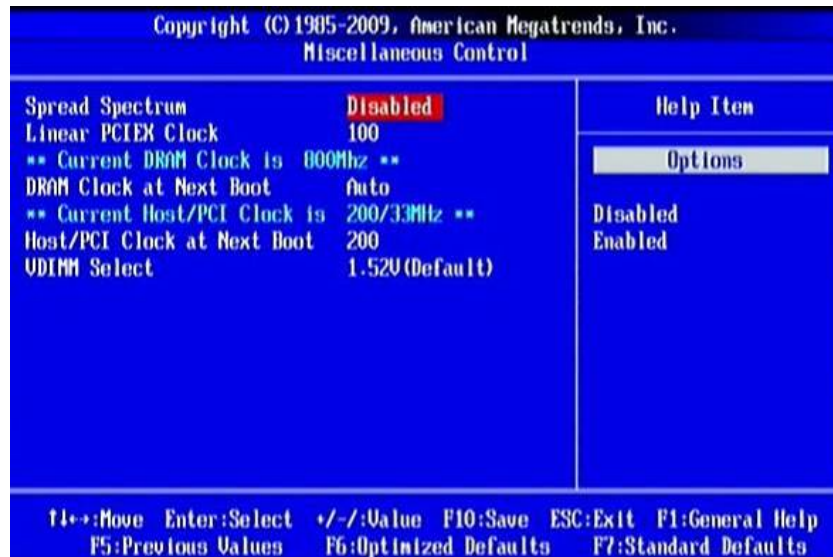 Copyright (C)1985-2009, American Megatrends, Inc.
Miscellaneous Control
Spread Spectrum Disabled
Linear PCIEX Clock 100
** Current DRAM Clock is 800Mhz **
DRAM Clock at Next Boot Auto
** Current Host/PCI Clock is 200/33MHz **
Host/PCI Clock at Next Boot 200
VDIMM Select 1.52V(Default)
Help Item
Options
Disabled
Enabled
↑↓←→:Move Enter:Select +/-/:Value F10:Save ESC:Exit F1:General Help
F5:Previous Values F6:Optimized Defaults F7:Standard Defaults